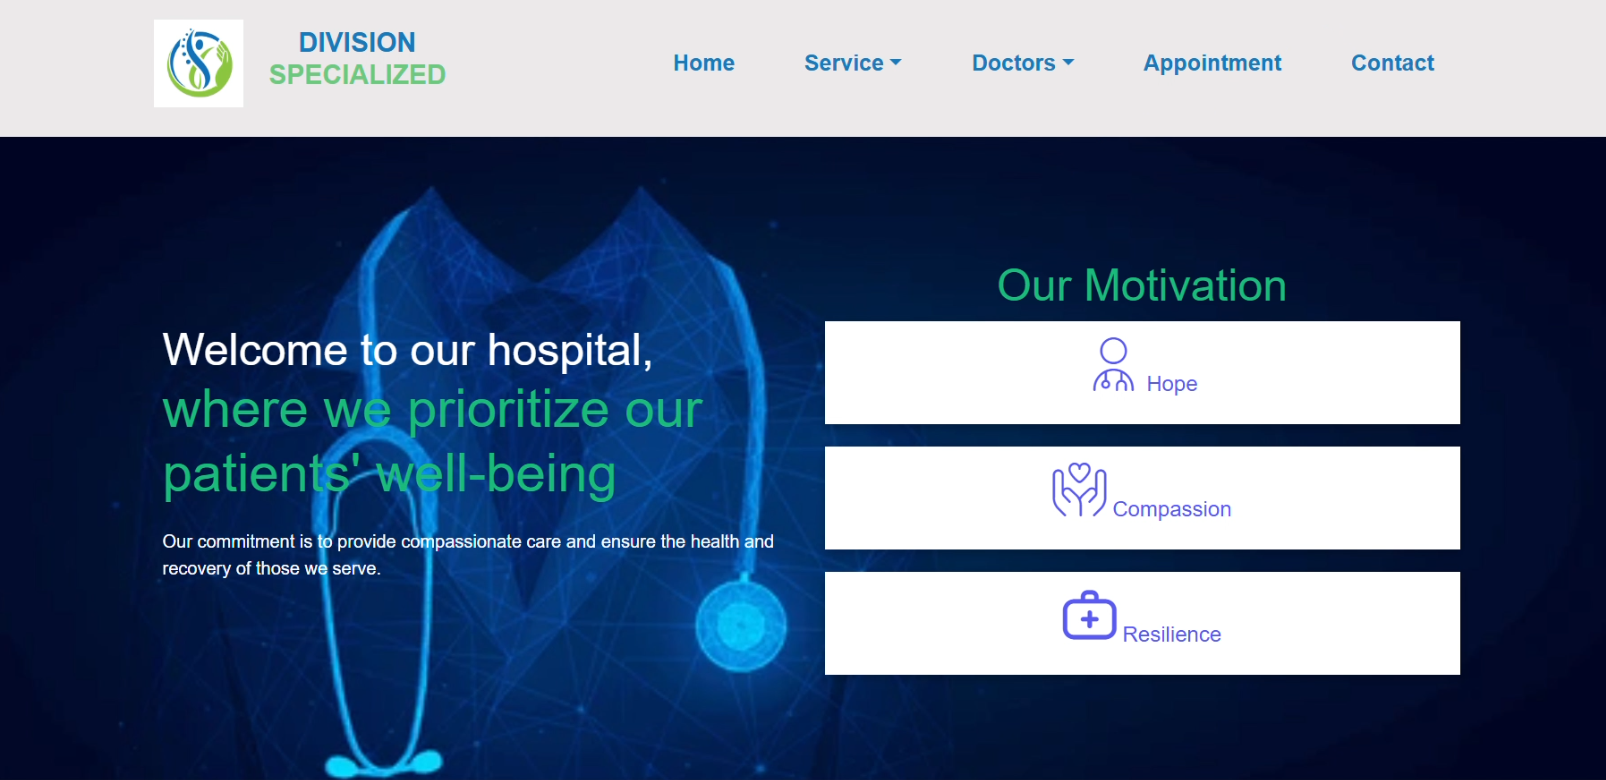 DIVISION
SPECIALIZED
Home
Service
Doctors
Appointment
Contact
Welcome to our hospital,
where we prioritize our
patients' well-being
Our commitment is to provide compassionate care and ensure the health and
recovery of those we serve.
Our Motivation
Hope
Compassion
Resilience